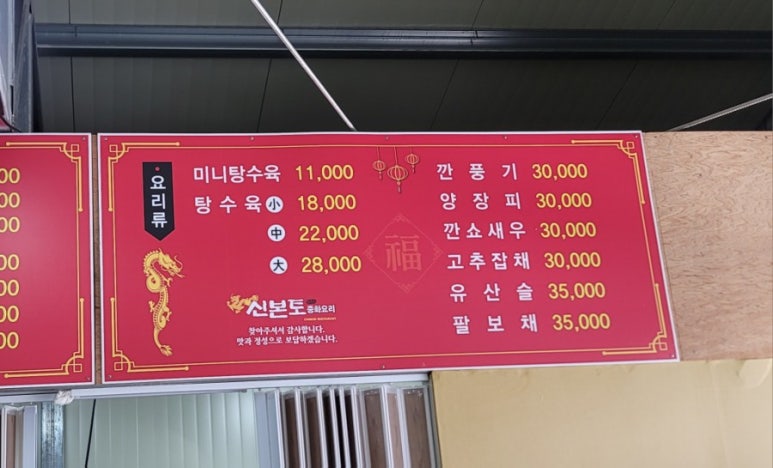 요리류
미니탕수육 11,000
탕수육 小 18,000
中 22,000
大 28,000
깐풍기 30,000
양장피 30,000
깐쇼새우 30,000
고추잡채 30,000
유산슬 35,000
팔보채 35,000
福
신본토 중화요리
찾아주셔서 감사합니다.
맛과 정성으로 보답하겠습니다.